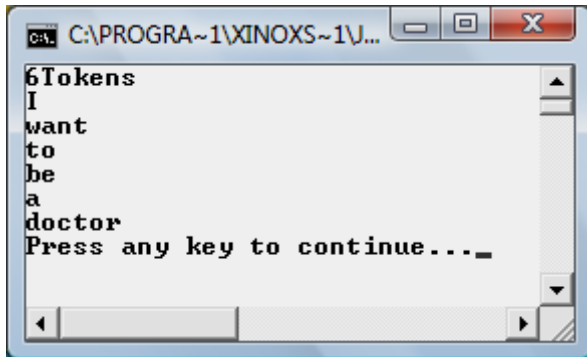 C:\PROGRA~1\XINOXS~1\J...
6Tokens
I
want
to
be
a
doctor
Press any key to continue..._